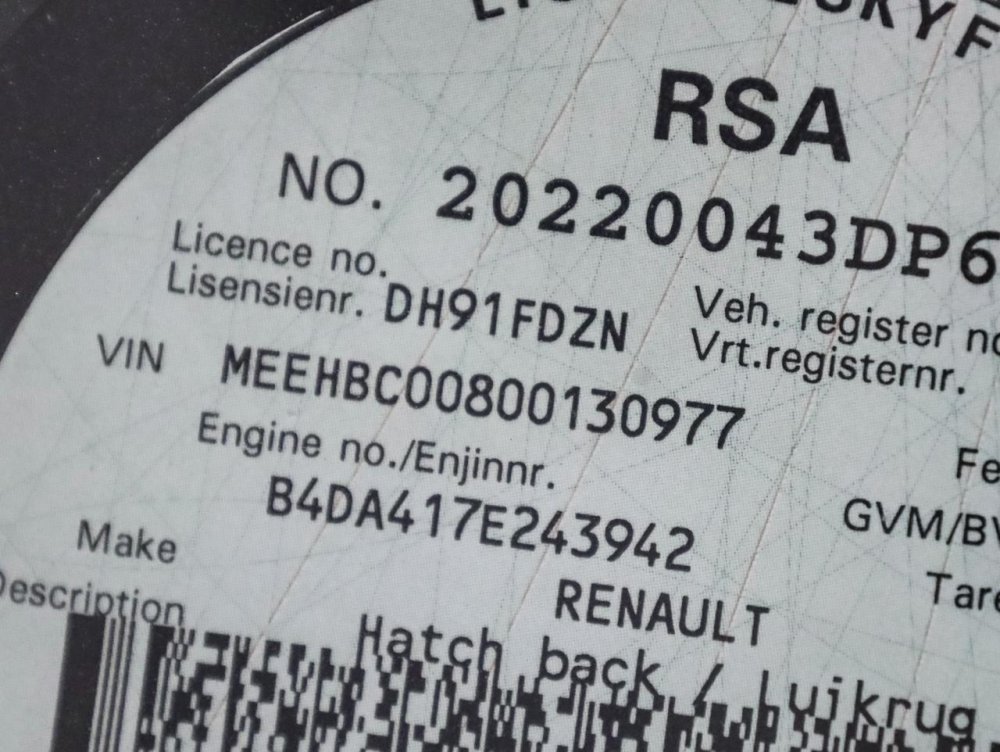 RSA
NO. 20220043DP6
Licence no.
Lisensienr. DH91FDZN
Veh. register
Vrt.registernr.
VIN MEEHBC00800130977
Engine no./Enjinnr.
B4DA417E243942
GVM/
Make RENAULT
Description Hatch back / Luikrug